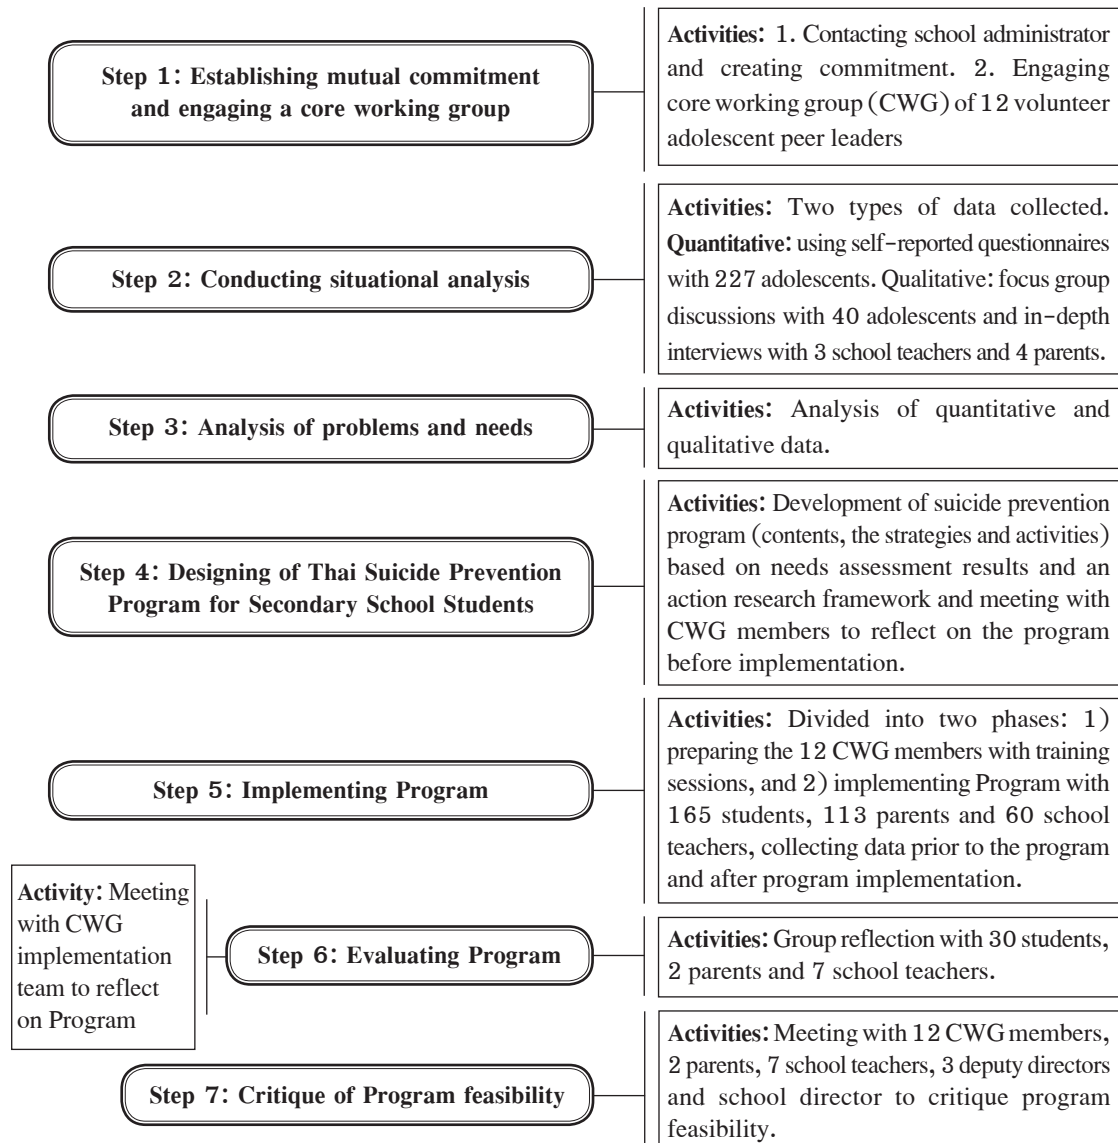 Step 1: Establishing mutual commitment
and engaging a core working group
Activities: 1. Contacting school administrator
and creating commitment. 2. Engaging
core working group (CWG) of 12 volunteer
adolescent peer leaders
Step 2: Conducting situational analysis
Activities: Two types of data collected.
Quantitative: using self-reported questionnaires
with 227 adolescents. Qualitative: focus group
discussions with 40 adolescents and in-depth
interviews with 3 school teachers and 4 parents.
Step 3: Analysis of problems and needs
Activities: Analysis of quantitative and
qualitative data.
Step 4: Designing of Thai Suicide Prevention
Program for Secondary School Students
Activities: Development of suicide prevention
program (contents, the strategies and activities)
based on needs assessment results and an
action research framework and meeting with
CWG members to reflect on the program
before implementation.
Step 5: Implementing Program
Activities: Divided into two phases: 1)
preparing the 12 CWG members with training
sessions, and 2) implementing Program with
165 students, 113 parents and 60 school
teachers, collecting data prior to the program
and after program implementation.
Activity: Meeting
with CWG
implementation
team to reflect
on Program
Step 6: Evaluating Program
Activities: Group reflection with 30 students,
2 parents and 7 school teachers.
Step 7: Critique of Program feasibility
Activities: Meeting with 12 CWG members,
2 parents, 7 school teachers, 3 deputy directors
and school director to critique program
feasibility.